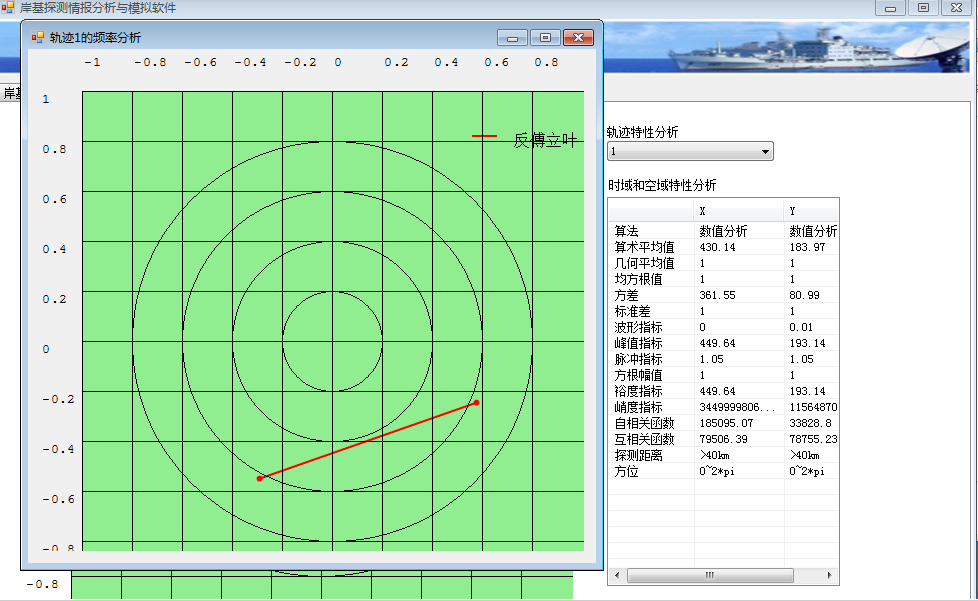 岸基探测情报分析与模拟软件
轨迹1的频率分析
-1 -0.8 -0.6 -0.4 -0.2 0 0.2 0.4 0.6 0.8
1
反傅立叶
0.8
0.6
0.4
0.2
0
-0.2
-0.4
-0.6
-0.8
-0.8
岸基
轨迹特性分析
1
时域和空域特性分析
X Y
算法 数值分析 数值分析
算术平均值 430.14 183.97
几何平均值 1 1
均方根值 1 1
方差 361.55 80.99
标准差 1 1
波形指标 0 0.01
峰值指标 449.64 193.14
脉冲指标 1.05 1.05
方根幅值 1 1
裕度指标 449.64 193.14
峭度指标 3449999806... 11564870
自相关函数 185095.07 33828.8
互相关函数 79506.39 78755.23
探测距离 >40km >40km
方位 0~2*pi 0~2*pi